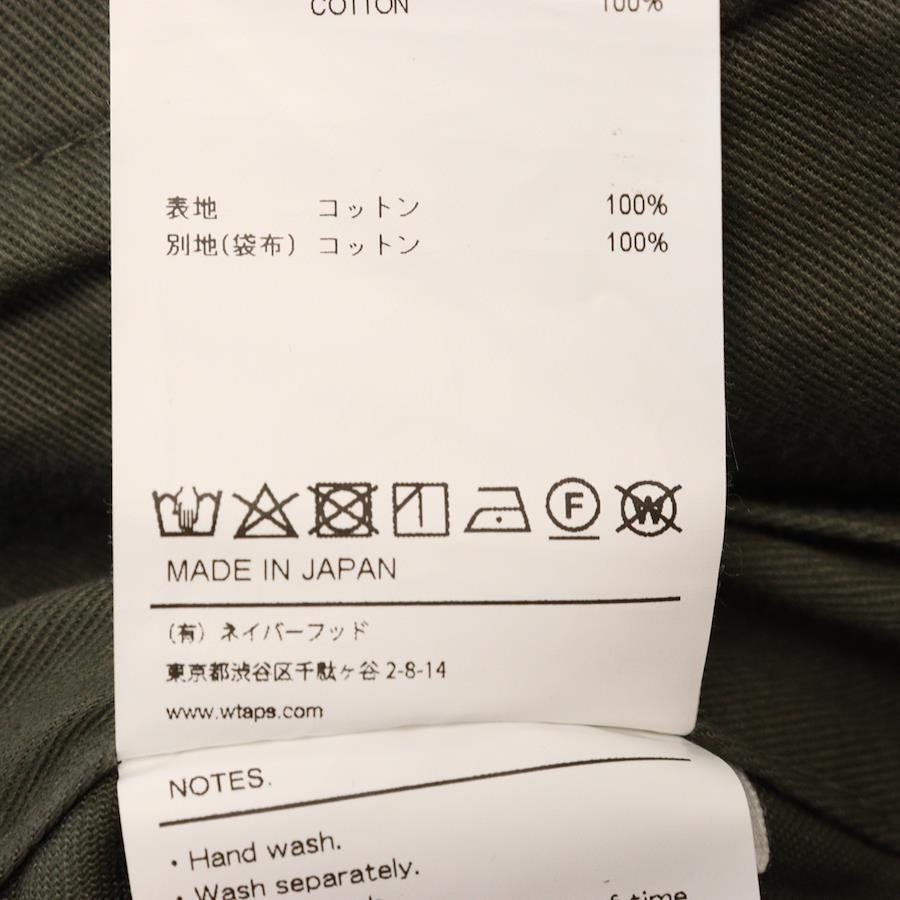 COTTON 100%
表地 コットン 100%
別地(袋布) コットン 100%
F W
MADE IN JAPAN
(有) ネイバーフッド
東京都渋谷区千駄ヶ谷 2-8-14
www.wtaps.com
NOTES.
・Hand wash.
・Wash separately.
of time